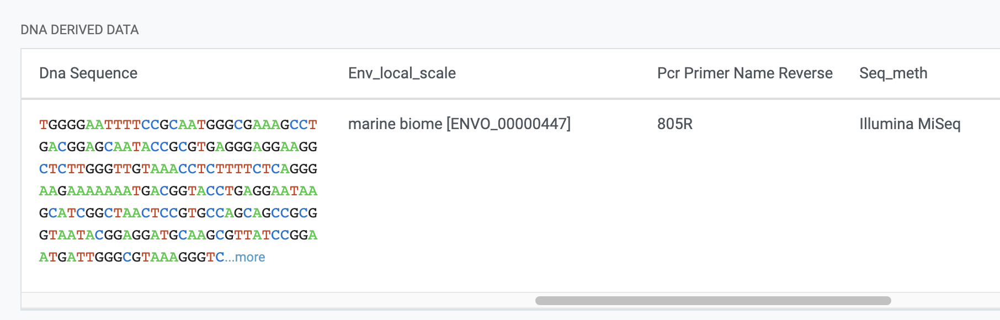 DNA DERIVED DATA
Dna Sequence Env_local_scale Pcr Primer Name Reverse Seq_meth
TGGGGAATTTTCCGCAATGGGCGAAAGCCT marine biome [ENVO_00000447] 805R Illumina MiSeq
GACGGAGCAATACCGCGTGAGGGAGGAAGG
CTCTTGGGTTGTAAACCTCTTTTCTCAGGG
AAGAAAAAAATGACGGTACCTGAGGAATAA
GCATCGGCTAACTCCGTGCCAGCAGCCGCG
GTAATACGGAGGATGCAAGCGTTATCCGGA
ATGATTGGGCGTAAAGGGTC...more